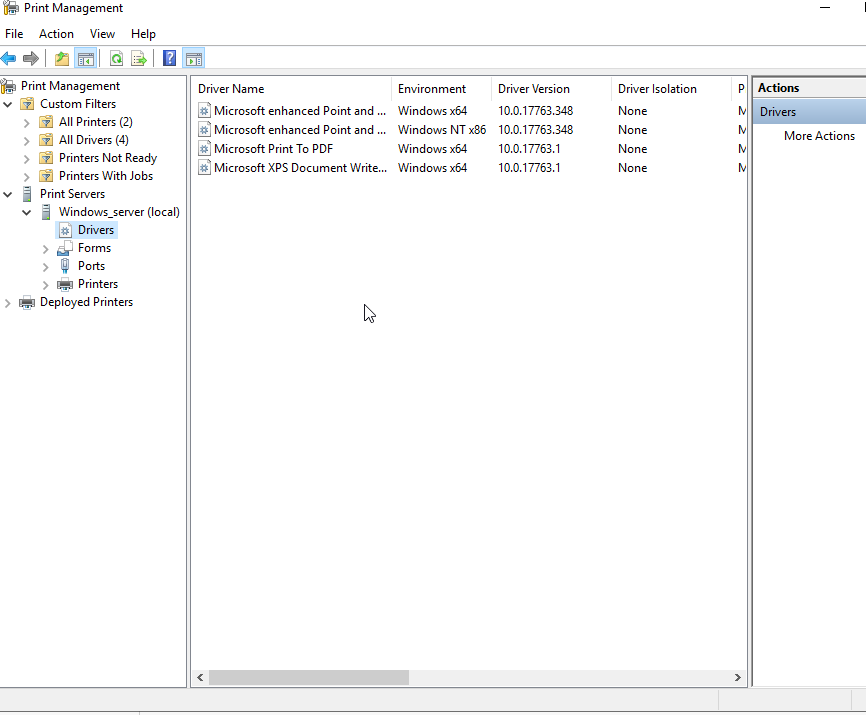 Print Management
File Action View Help
Print Management
Custom Filters
All Printers (2)
All Drivers (4)
Printers Not Ready
Printers With Jobs
Print Servers
Windows_server (local)
Drivers
Forms
Ports
Printers
Deployed Printers
Driver Name Environment Driver Version Driver Isolation P
Microsoft enhanced Point and ... Windows x64 10.0.17763.348 None M
Microsoft enhanced Point and ... Windows NT x86 10.0.17763.348 None M
Microsoft Print To PDF Windows x64 10.0.17763.1 None M
Microsoft XPS Document Write... Windows x64 10.0.17763.1 None M
Actions
Drivers
More Actions